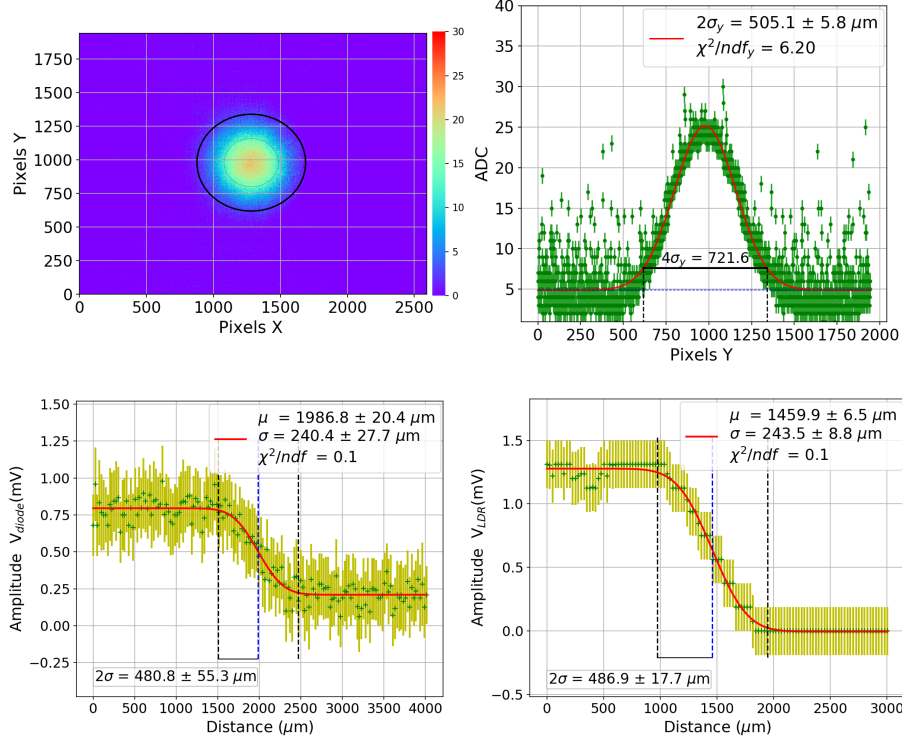 1750
1500
1250
1000
750
500
250
0
Pixels Y
0 500 1000 1500 2000 2500
Pixels X
30
25
20
15
10
5
0
40
35
30
25
20
15
10
5
ADC
2σy = 505.1 ± 5.8 μm
χ²/ndfy = 6.20
4σy = 721.6
0 250 500 750 1000 1250 1500 1750 2000
Pixels Y
1.50
1.25
1.00
0.75
0.50
0.25
0.00
−0.25
Amplitude Vdiode(mV)
μ = 1986.8 ± 20.4 μm
σ = 240.4 ± 27.7 μm
χ²/ndf = 0.1
2σ = 480.8 ± 55.3 μm
0 500 1000 1500 2000 2500 3000 3500 4000
Distance (μm)
1.5
1.0
0.5
0.0
−0.5
Amplitude VLDR(mV)
μ = 1459.9 ± 6.5 μm
σ = 243.5 ± 8.8 μm
χ²/ndf = 0.1
2σ = 486.9 ± 17.7 μm
0 500 1000 1500 2000 2500 3000
Distance (μm)